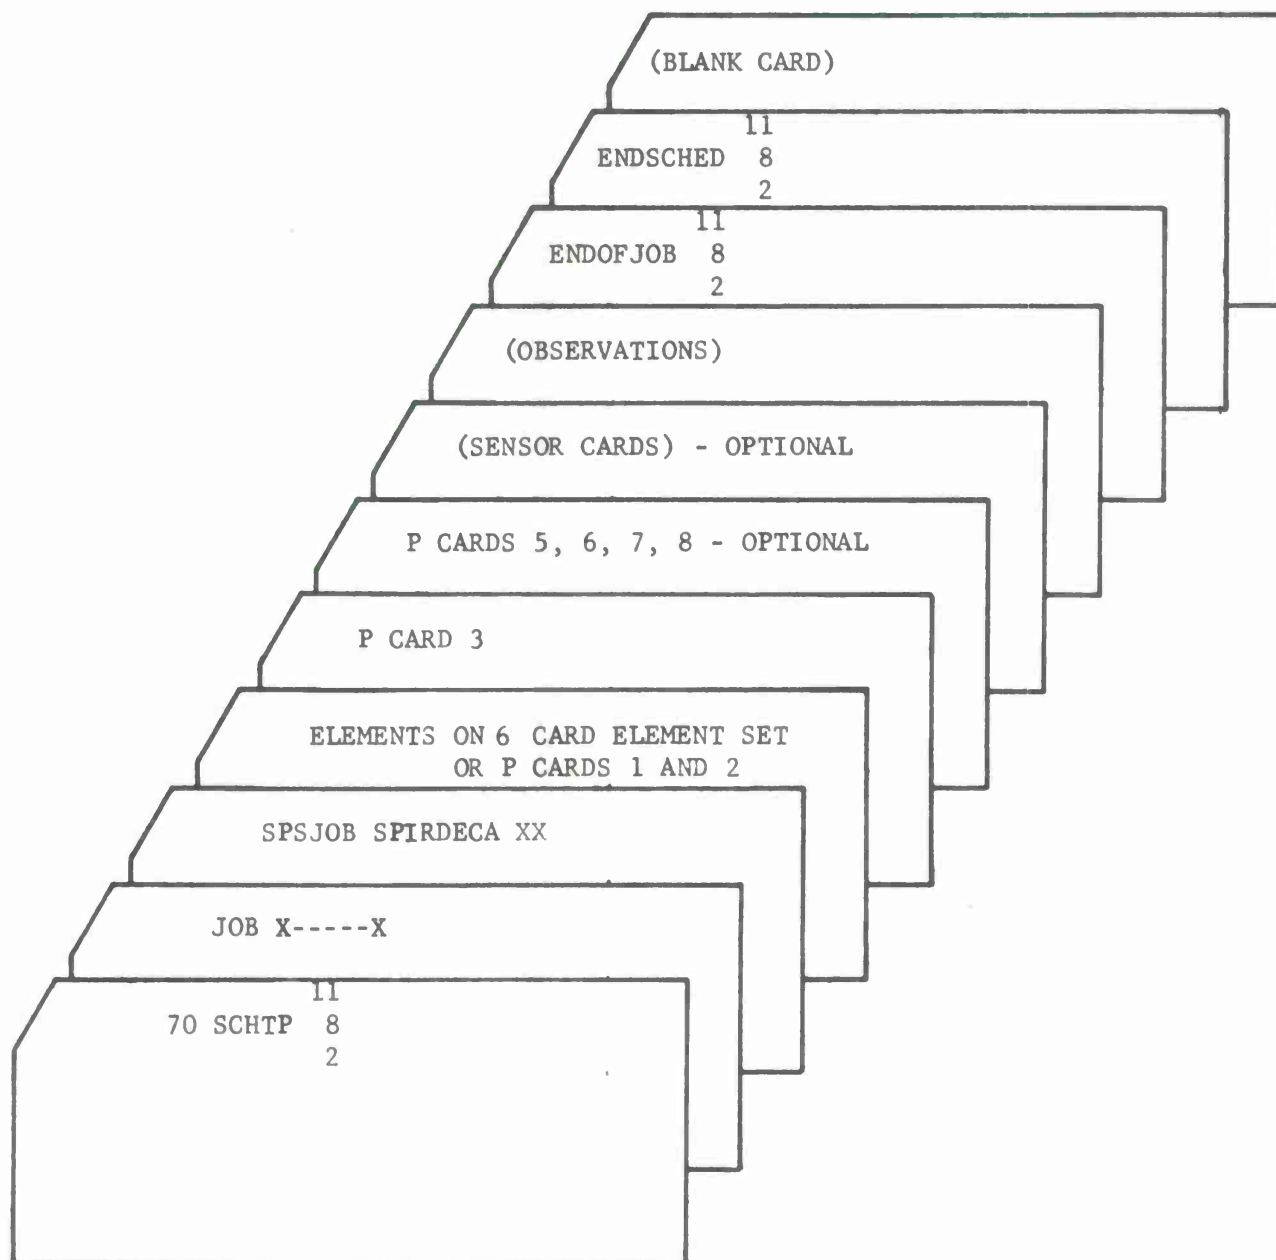 (BLANK CARD)
11
ENDSCHED 8
2
11
ENDOFJOB 8
2
(OBSERVATIONS)
(SENSOR CARDS) - OPTIONAL
P CARDS 5, 6, 7, 8 - OPTIONAL
P CARD 3
ELEMENTS ON 6 CARD ELEMENT SET
OR P CARDS 1 AND 2
SPSJOB SPIRDECA XX
JOB X-----X
11
70 SCHTP 8
2